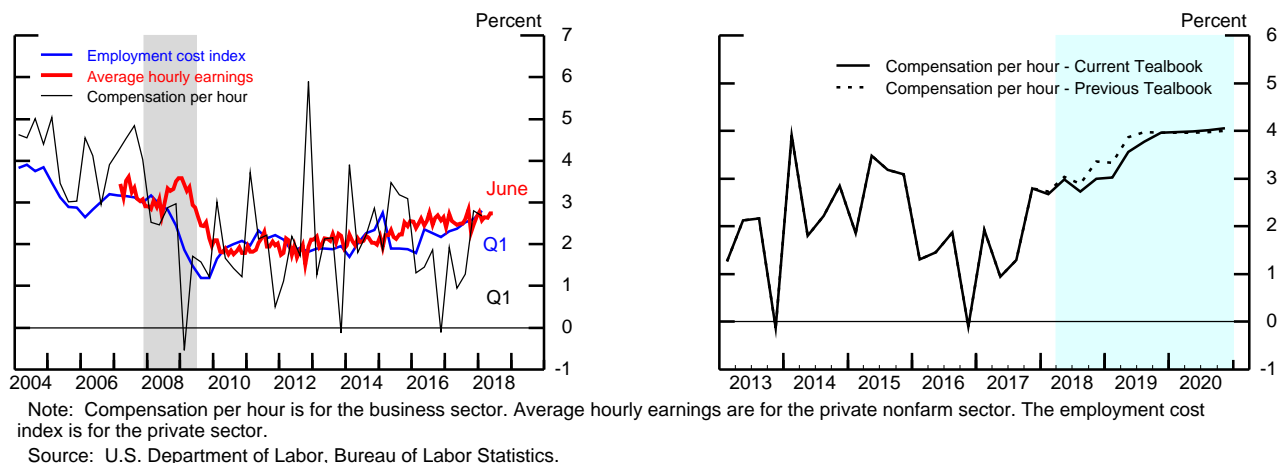 Percent
Employment cost index
Average hourly earnings
Compensation per hour
7
6
5
4
3
2
1
0
-1
June
Q1
Q1
2004 2006 2008 2010 2012 2014 2016 2018
Percent
Compensation per hour - Current Tealbook
Compensation per hour - Previous Tealbook
6
5
4
3
2
1
0
-1
2013 2014 2015 2016 2017 2018 2019 2020
Note: Compensation per hour is for the business sector. Average hourly earnings are for the private nonfarm sector. The employment cost
index is for the private sector.
Source: U.S. Department of Labor, Bureau of Labor Statistics.